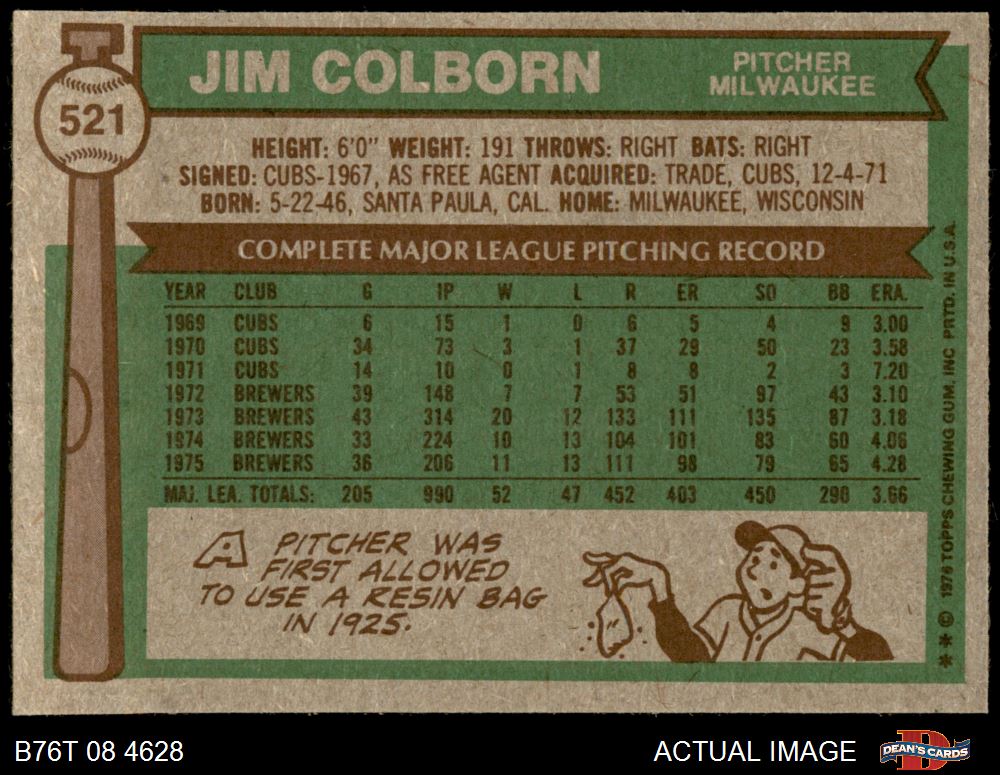 JIM COLBORN
PITCHER
MILWAUKEE
521
HEIGHT: 6'0" WEIGHT: 191 THROWS: RIGHT BATS: RIGHT
SIGNED: CUBS-1967, AS FREE AGENT ACQUIRED: TRADE, CUBS, 12-4-71
BORN: 5-22-46, SANTA PAULA, CAL. HOME: MILWAUKEE, WISCONSIN
COMPLETE MAJOR LEAGUE PITCHING RECORD
YEAR CLUB G IP W L R ER SO BB ERA.
1969 CUBS 6 15 1 0 6 5 4 9 3.00
1970 CUBS 34 73 3 1 37 29 50 23 3.58
1971 CUBS 14 10 0 1 8 8 2 3 7.20
1972 BREWERS 39 148 7 7 53 51 97 43 3.10
1973 BREWERS 43 314 20 12 133 111 135 87 3.18
1974 BREWERS 33 224 10 13 104 101 83 60 4.06
1975 BREWERS 36 206 11 13 111 98 79 65 4.28
MAJ. LEA. TOTALS: 205 990 52 47 452 403 450 290 3.66
A PITCHER WAS
FIRST ALLOWED
TO USE A RESIN BAG
IN 1925.
** © 1976 TOPPS CHEWING GUM, INC PRTD. IN U.S.A.
B76T 08 4628
ACTUAL IMAGE
D
DEAN'S CARDS